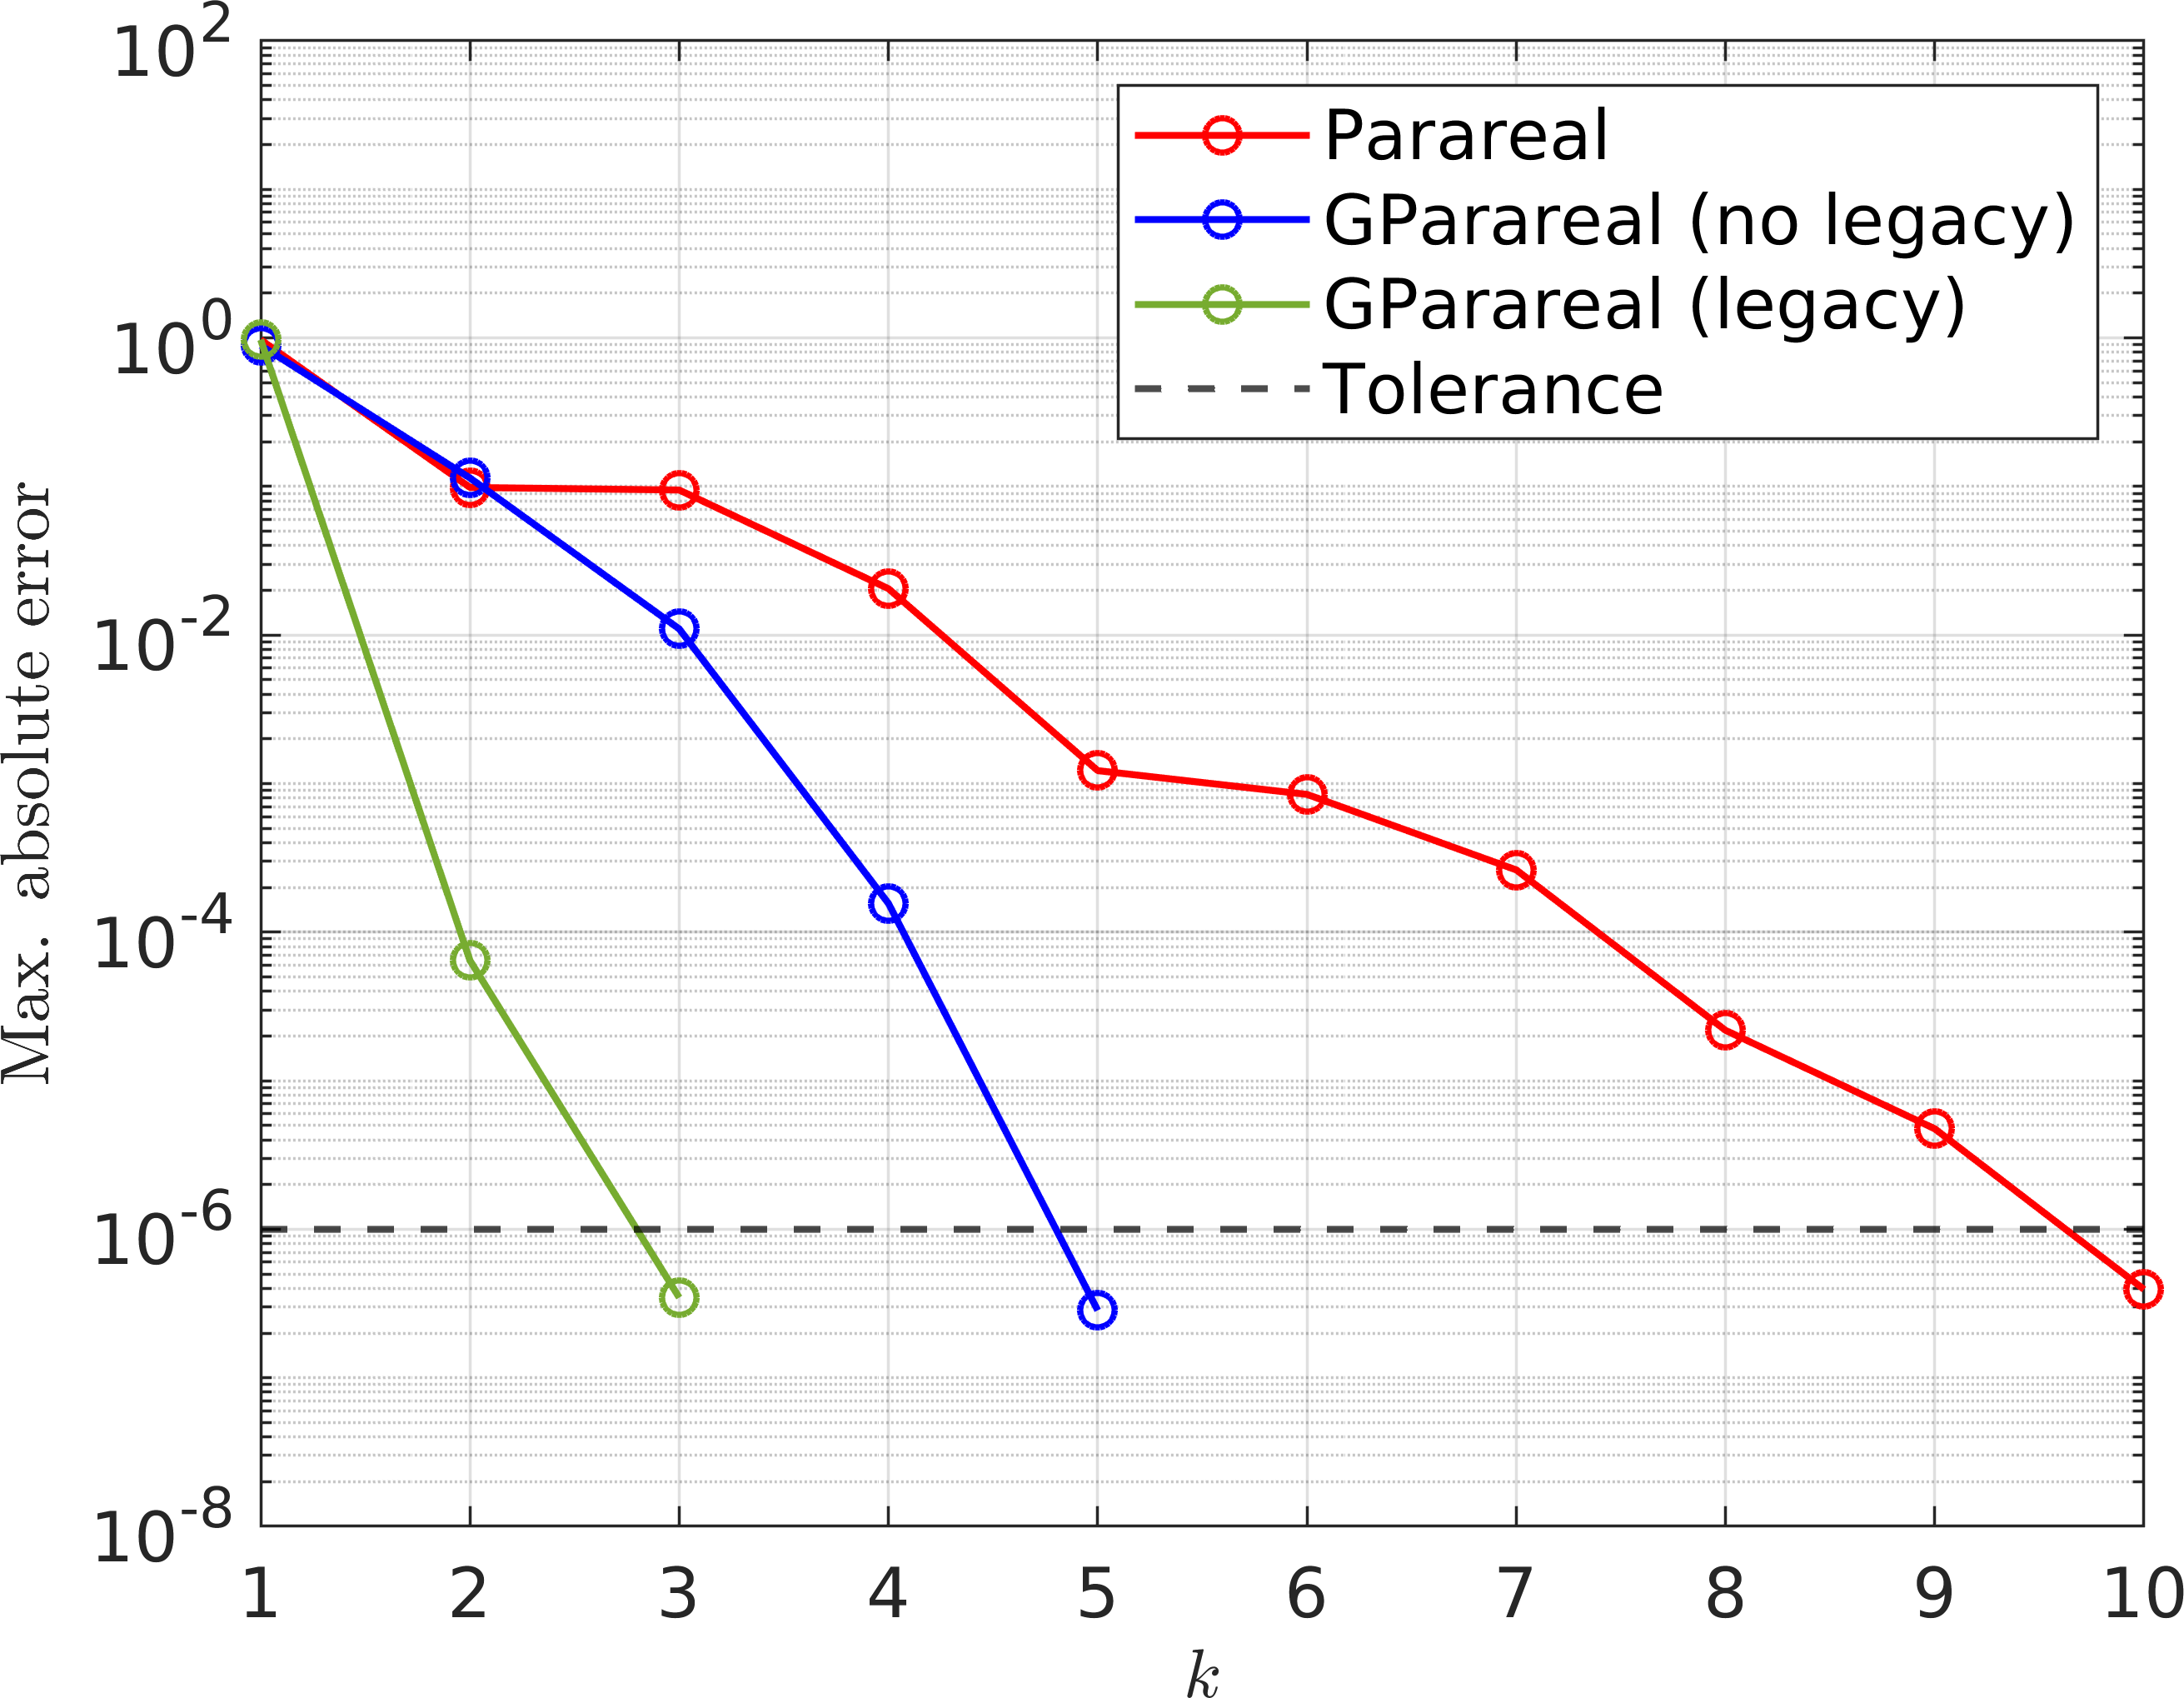 Max. absolute error
10^2
10^0
10^-2
10^-4
10^-6
10^-8
Parareal
GParareal (no legacy)
GParareal (legacy)
Tolerance
1 2 3 4 5 6 7 8 9 10
k